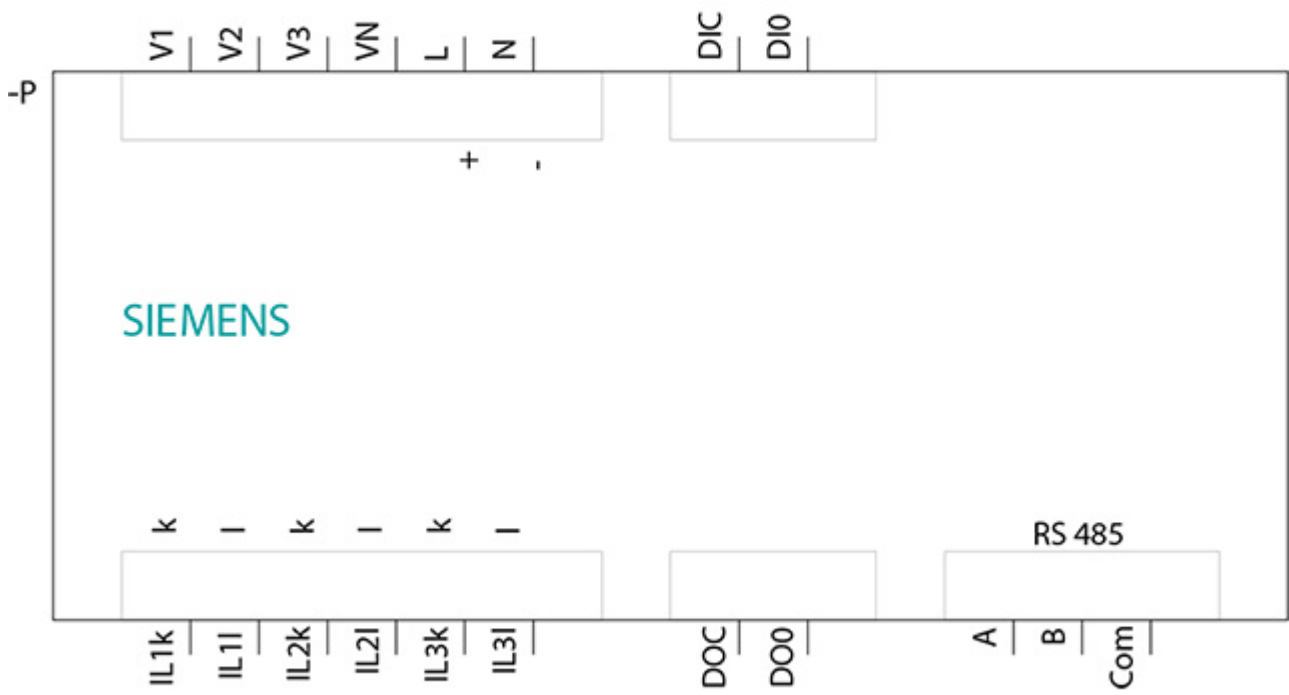 V1 V2 V3 VN L N DIC DI0
-P
+ -
SIEMENS
k l k l k l
RS 485
IL1k IL1l IL2k IL2l IL3k IL3l DOC DO0 A B Com